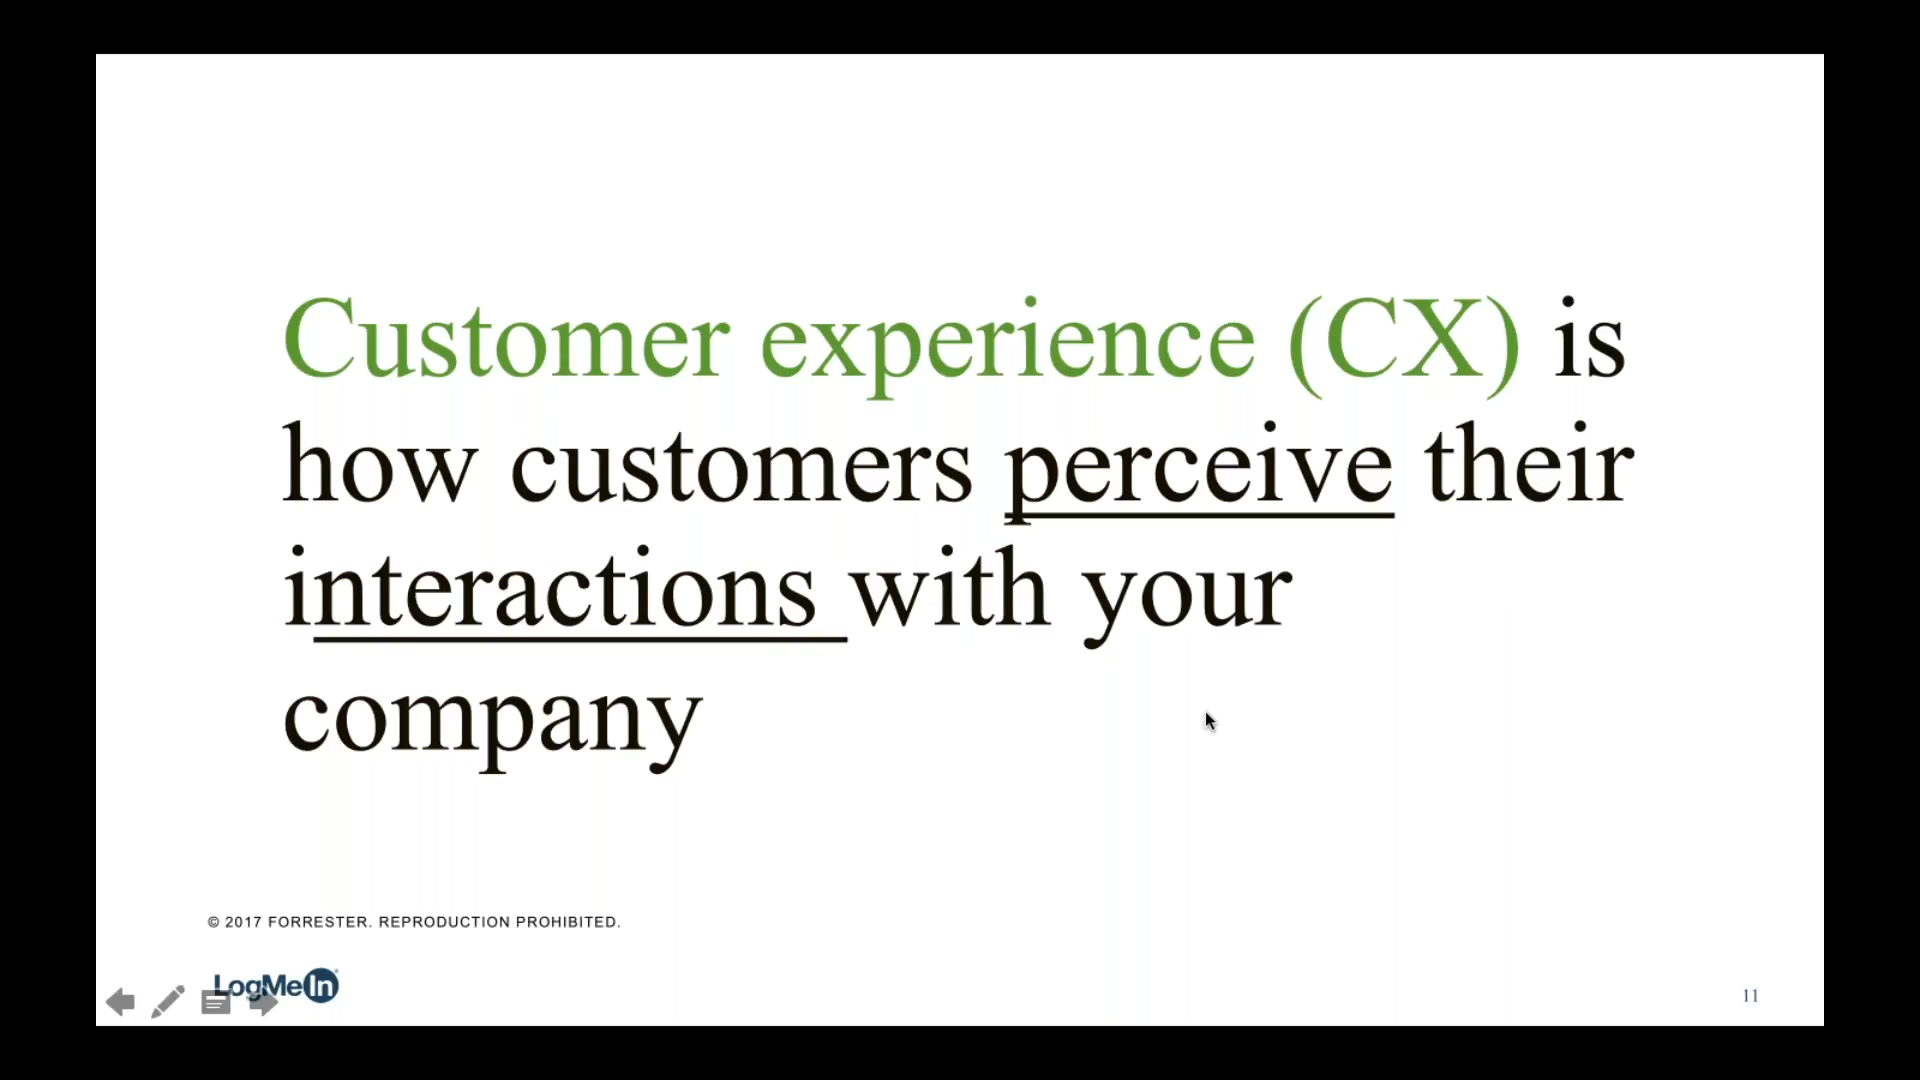 Customer experience (CX) is
how customers perceive their
interactions with your
company
© 2017 FORRESTER. REPRODUCTION PROHIBITED.
LogMeIn
11